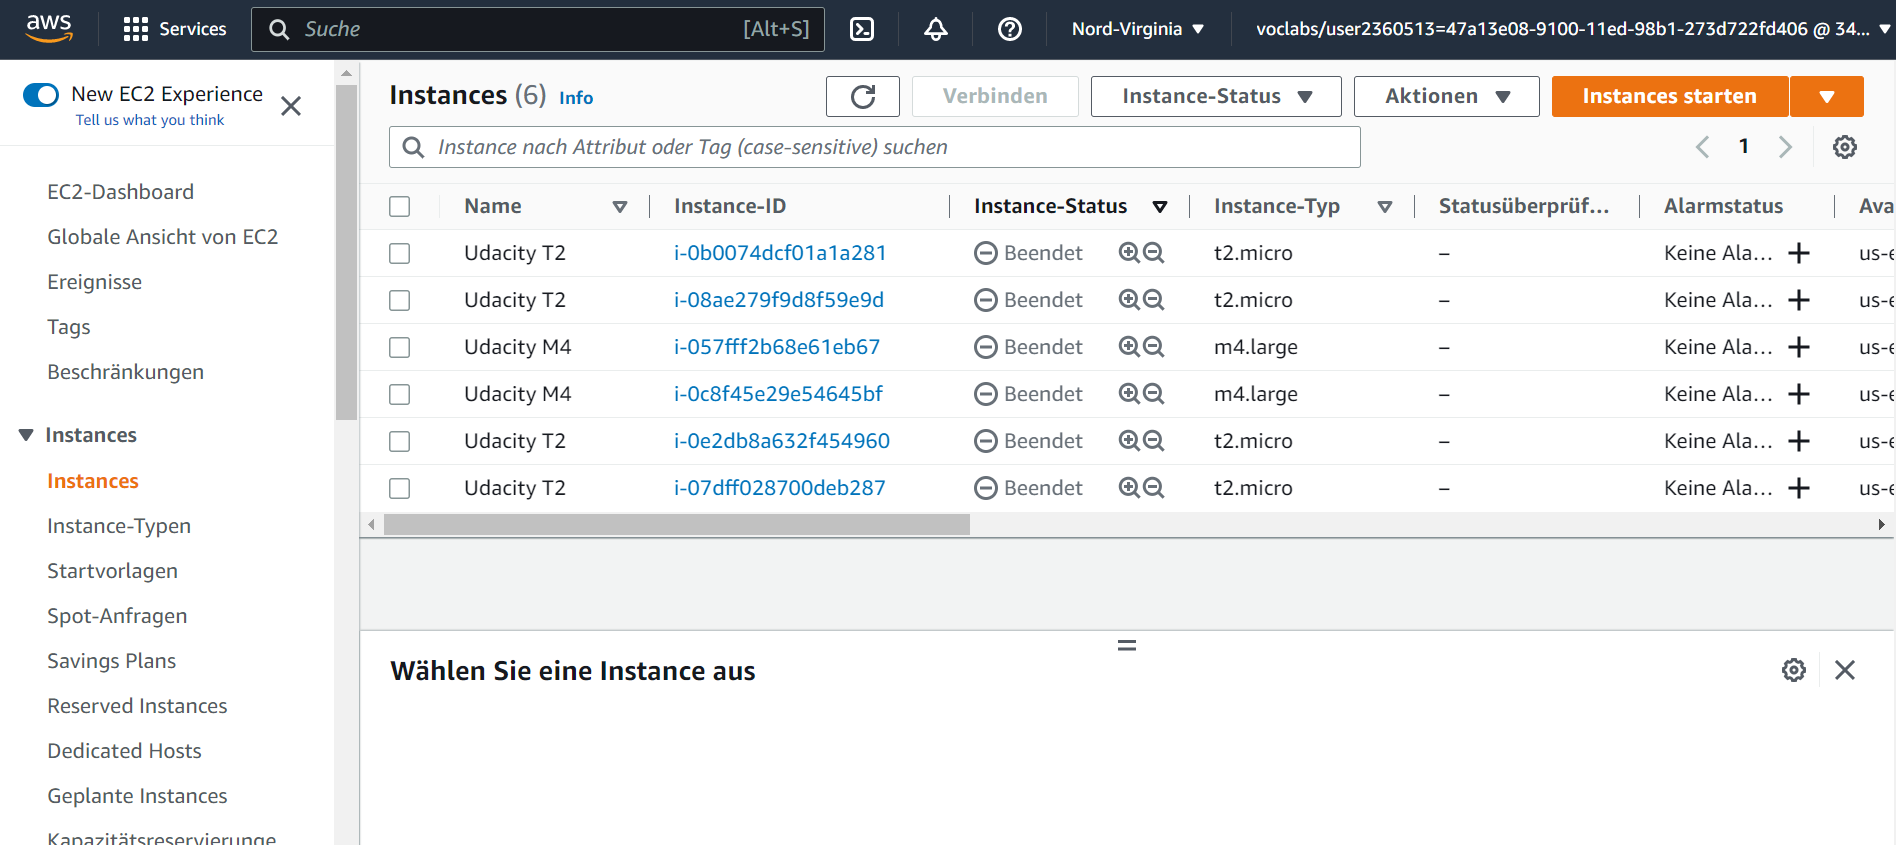 aws Services Suche [Alt+S] Nord-Virginia voclabs/user2360513=47a13e08-9100-11ed-98b1-273d722fd406 @ 34...
New EC2 Experience
Tell us what you think
EC2-Dashboard
Globale Ansicht von EC2
Ereignisse
Tags
Beschränkungen
Instances
Instances
Instance-Typen
Startvorlagen
Spot-Anfragen
Savings Plans
Reserved Instances
Dedicated Hosts
Geplante Instances
Kapazitätsreservierunge
Instances (6) Info Verbinden Instance-Status Aktionen Instances starten
Instance nach Attribut oder Tag (case-sensitive) suchen 1
Name Instance-ID Instance-Status Instance-Typ Statusüberprüf... Alarmstatus Ava
Udacity T2 i-0b0074dcf01a1a281 Beendet t2.micro – Keine Ala... us-e
Udacity T2 i-08ae279f9d8f59e9d Beendet t2.micro – Keine Ala... us-e
Udacity M4 i-057fff2b68e61eb67 Beendet m4.large – Keine Ala... us-e
Udacity M4 i-0c8f45e29e54645bf Beendet m4.large – Keine Ala... us-e
Udacity T2 i-0e2db8a632f454960 Beendet t2.micro – Keine Ala... us-e
Udacity T2 i-07dff028700deb287 Beendet t2.micro – Keine Ala... us-e
Wählen Sie eine Instance aus